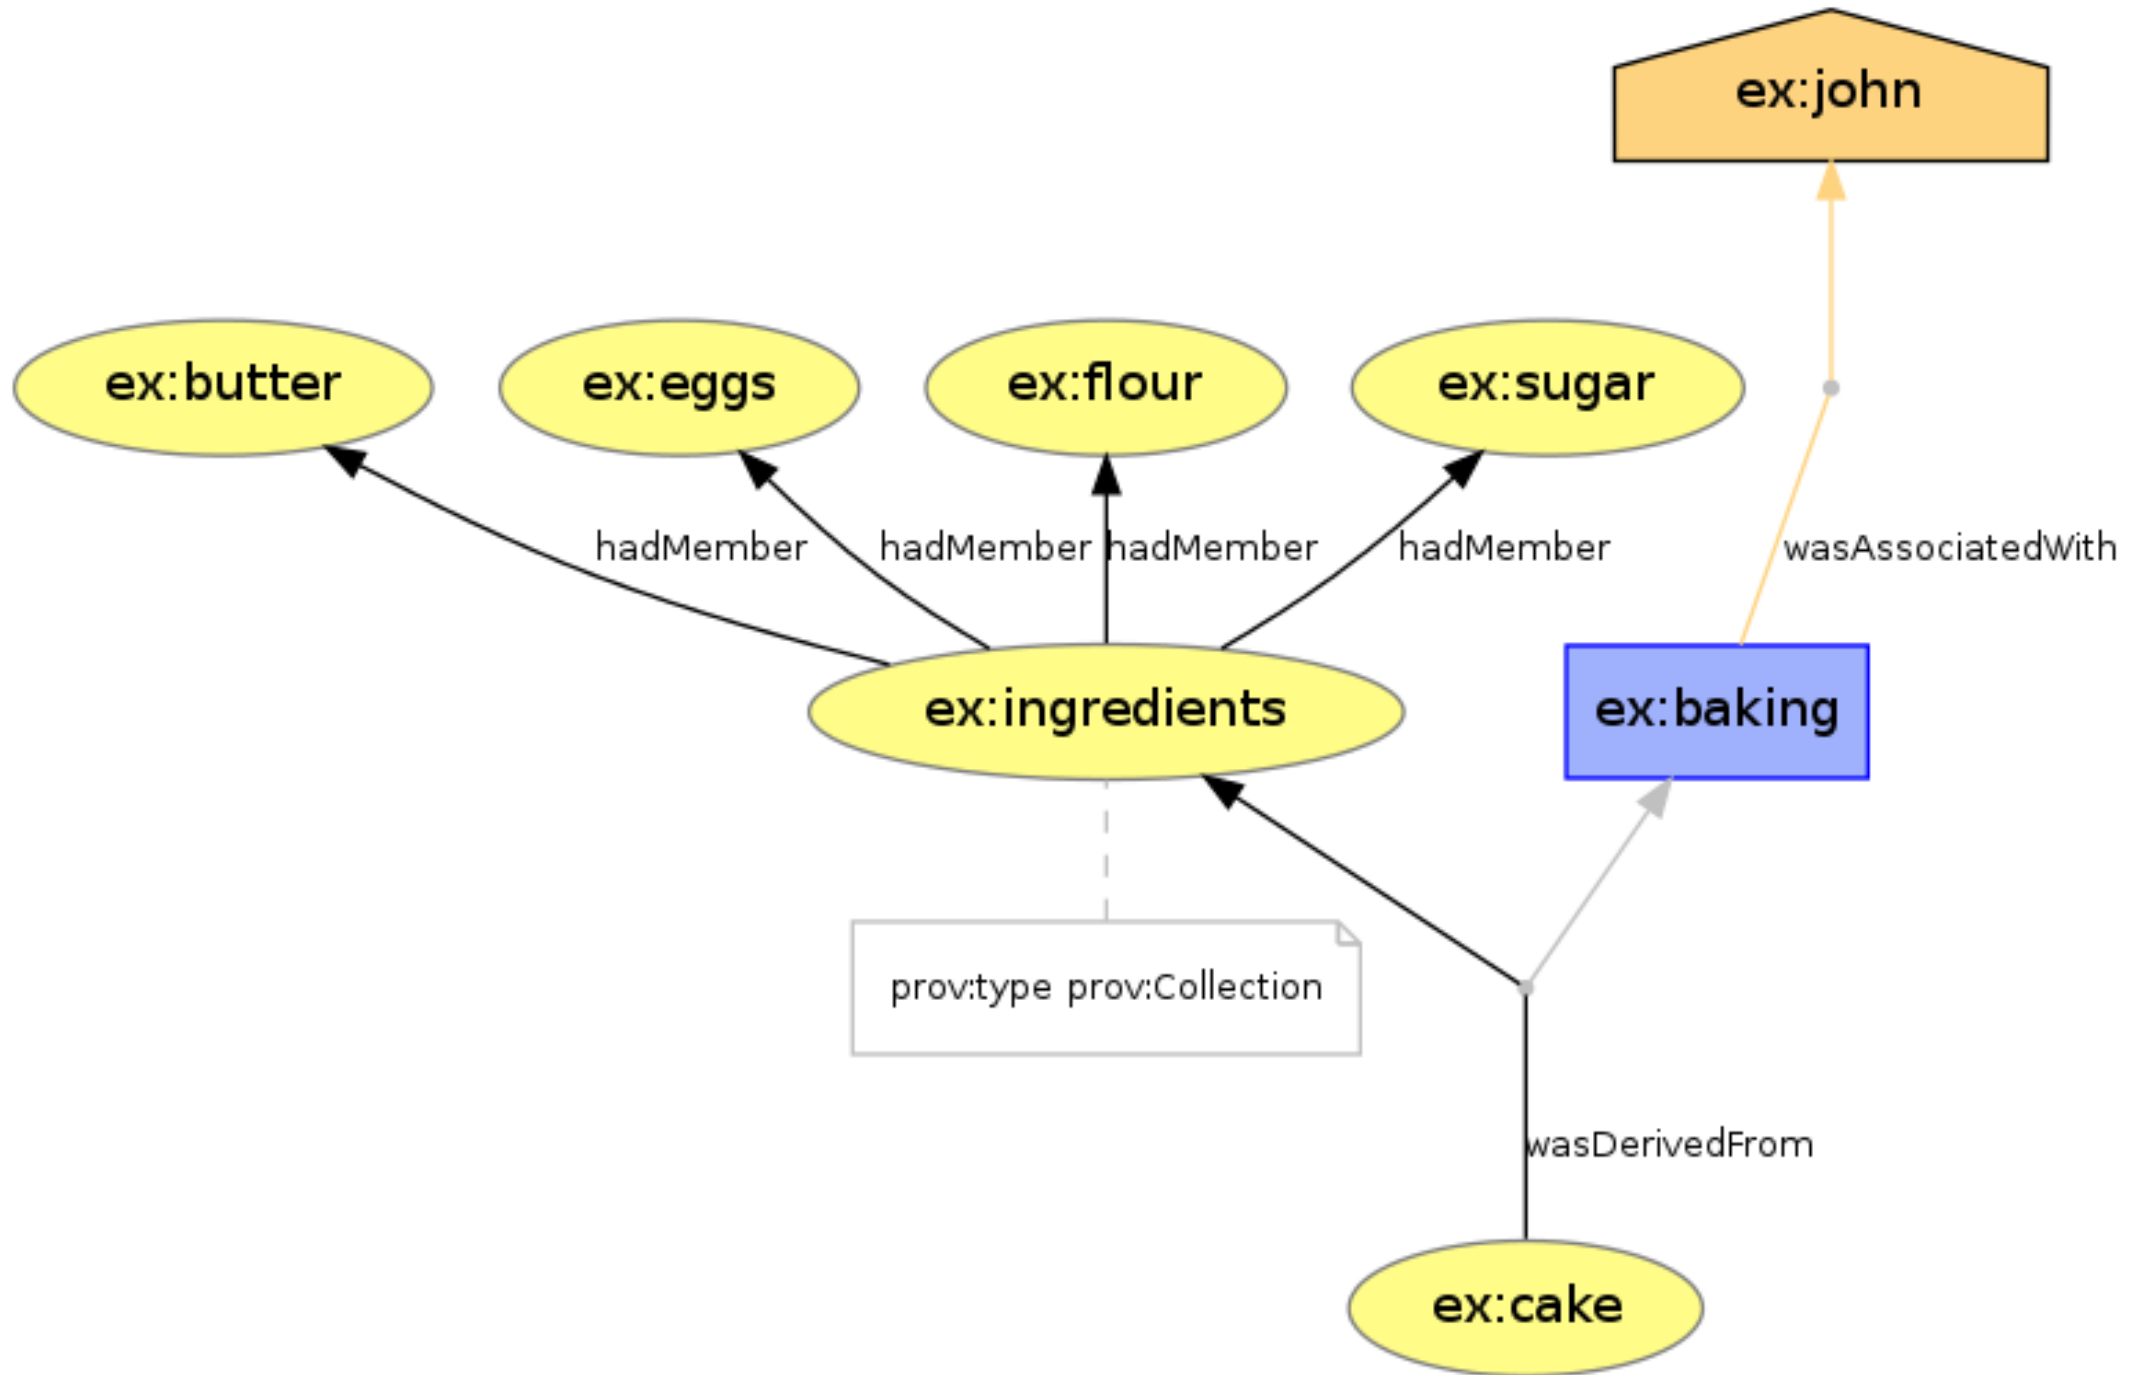 ex:john
ex:butter
ex:eggs
ex:flour
ex:sugar
hadMember
hadMember
hadMember
hadMember
wasAssociatedWith
ex:ingredients
ex:baking
prov:type prov:Collection
wasDerivedFrom
ex:cake